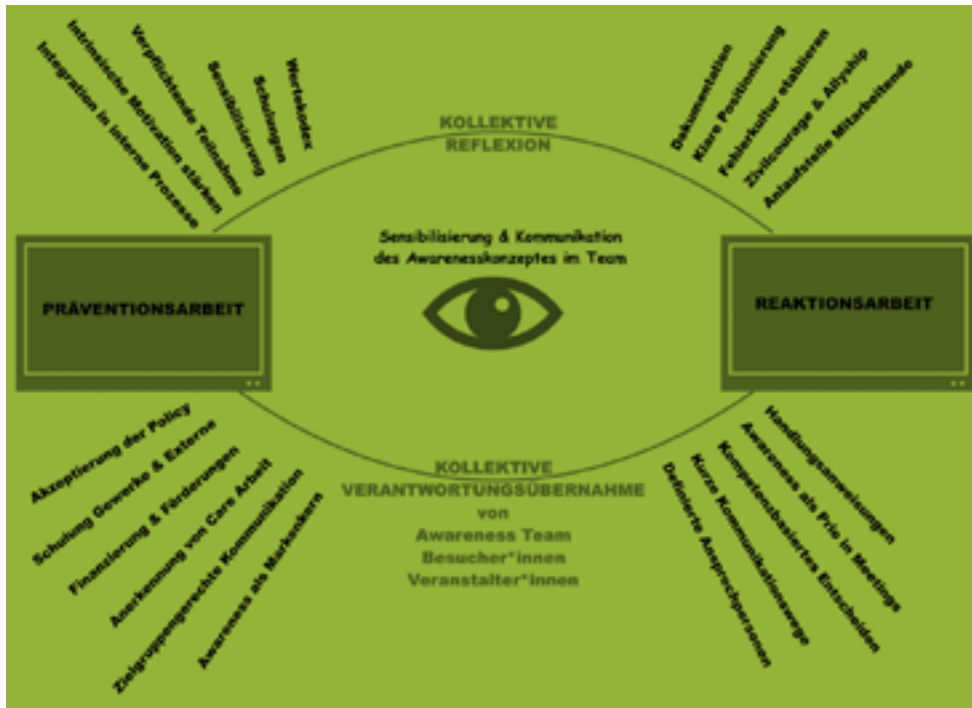 Integration in interne Prozesse
Intrinsische Motivation stärken
Verpflichtende Teilnahme
Sensibilisierung
Schulungen
Wertekodex
KOLLEKTIVE
REFLEXION
Dokumentation
Klare Positionierung
Fehlerkultur etablieren
Zivilcourage & Allyship
Anlaufstelle Mitarbeitende
Sensibilisierung & Kommunikation
des Awarenesskonzeptes im Team
PRÄVENTIONSARBEIT
REAKTIONSARBEIT
Akzeptierung der Policy
Schulung Gewerke & Externe
Finanzierung & Förderungen
Anerkennung von Care Arbeit
Zielgruppengerechte Kommunikation
Awareness als Markenkern
KOLLEKTIVE
VERANTWORTUNGSÜBERNAHME
von
Awareness Team
Besucher*innen
Veranstalter*innen
Definierte Ansprechpersonen
Kurze Kommunikationswege
Kompetenzbasiertes Entscheiden
Awareness als Prio in Meetings
Handlungsanweisungen